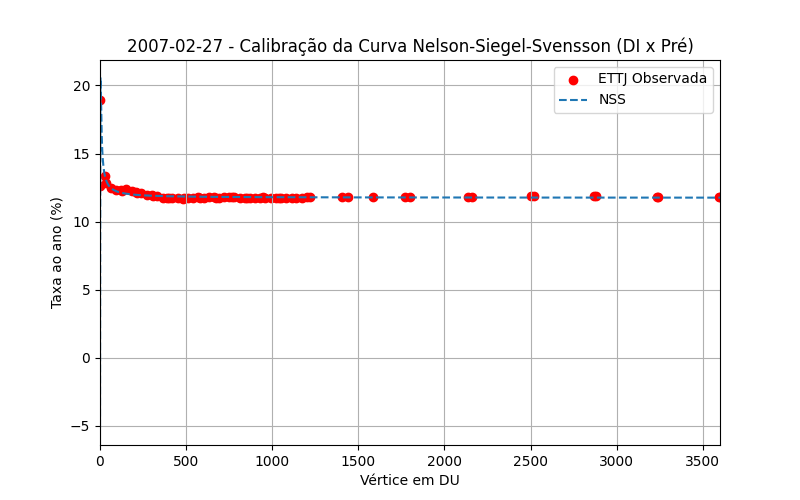 2007-02-27 - Calibração da Curva Nelson-Siegel-Svensson (DI x Pré)
ETTJ Observada
NSS
Taxa ao ano (%)
20
15
10
5
0
−5
0 500 1000 1500 2000 2500 3000 3500
Vértice em DU